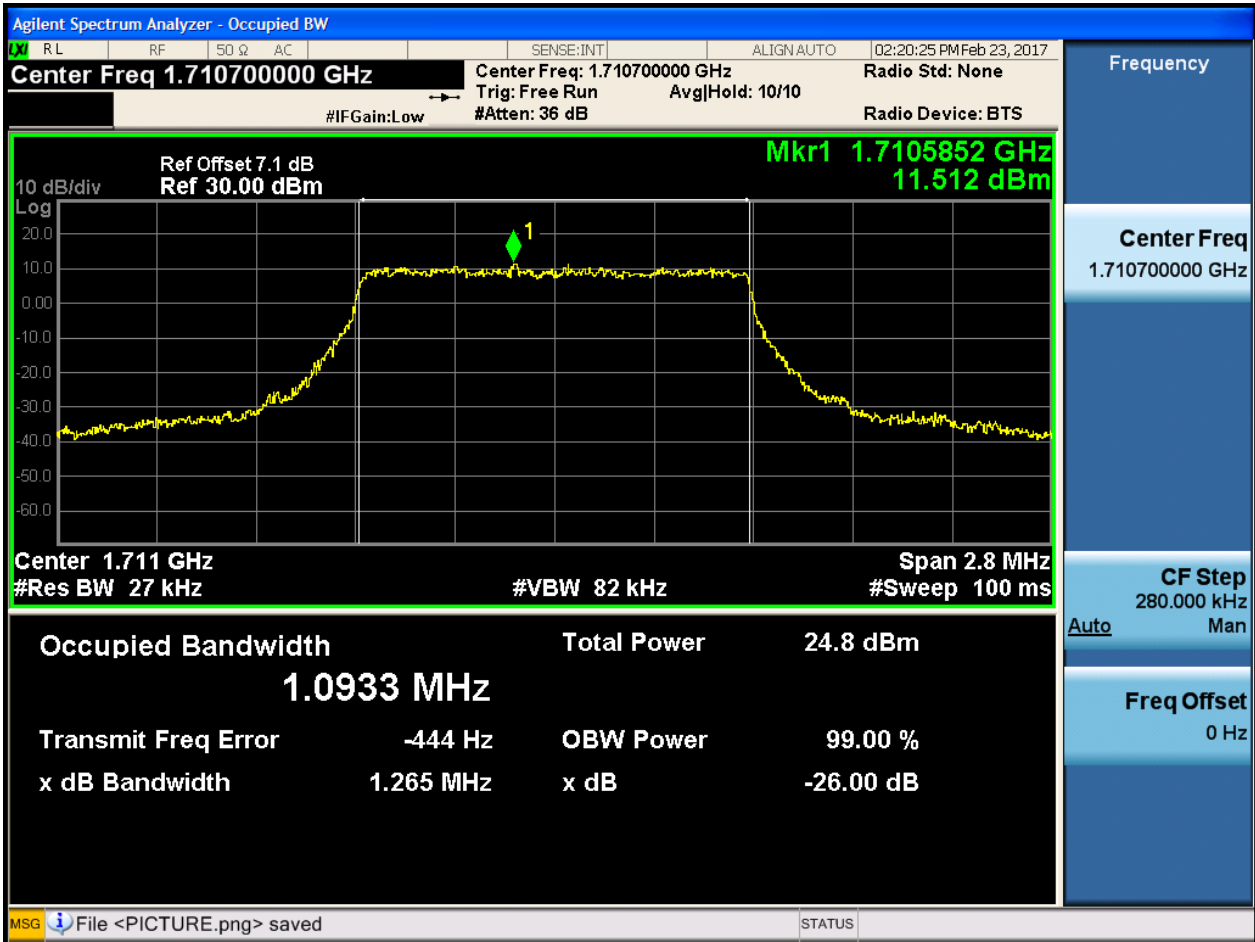 Agilent Spectrum Analyzer - Occupied BW
LXI RL RF 50 Ω AC SENSE:INT ALIGN AUTO 02:20:25 PM Feb 23, 2017
Center Freq 1.710700000 GHz Center Freq: 1.710700000 GHz Radio Std: None
Trig: Free Run Avg|Hold: 10/10
#IFGain:Low #Atten: 36 dB Radio Device: BTS
Mkr1 1.7105852 GHz
11.512 dBm
Ref Offset 7.1 dB
10 dB/div Ref 30.00 dBm
Log
20.0
10.0
0.00
-10.0
-20.0
-30.0
-40.0
-50.0
-60.0
1
Center 1.711 GHz Span 2.8 MHz
#Res BW 27 kHz #VBW 82 kHz #Sweep 100 ms
Occupied Bandwidth Total Power 24.8 dBm
1.0933 MHz
Transmit Freq Error -444 Hz OBW Power 99.00 %
x dB Bandwidth 1.265 MHz x dB -26.00 dB
Frequency
Center Freq
1.710700000 GHz
CF Step
280.000 kHz
Auto Man
Freq Offset
0 Hz
MSG File <PICTURE.png> saved STATUS